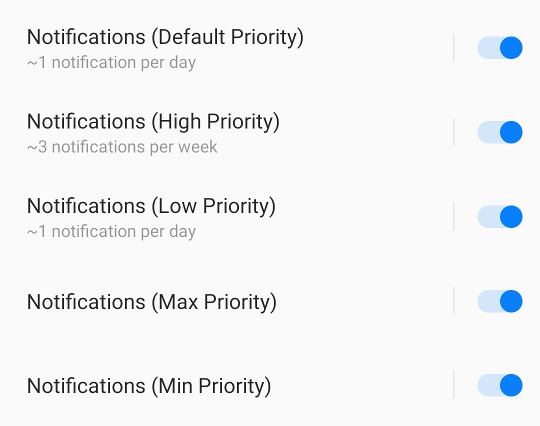 Notifications (Default Priority)
~1 notification per day
Notifications (High Priority)
~3 notifications per week
Notifications (Low Priority)
~1 notification per day
Notifications (Max Priority)
Notifications (Min Priority)